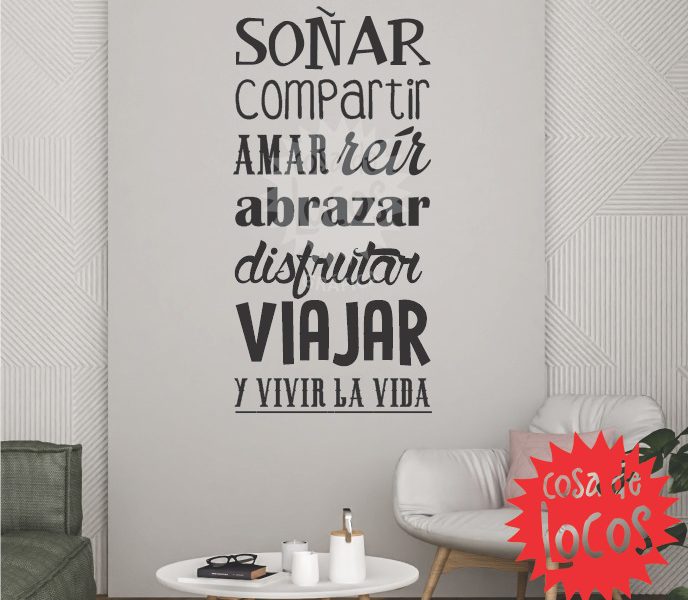 SOÑAR
compartir
AMAR reír
abrazar
disfrutar
VIAJAR
Y VIVIR LA VIDA
cosa de
Locos